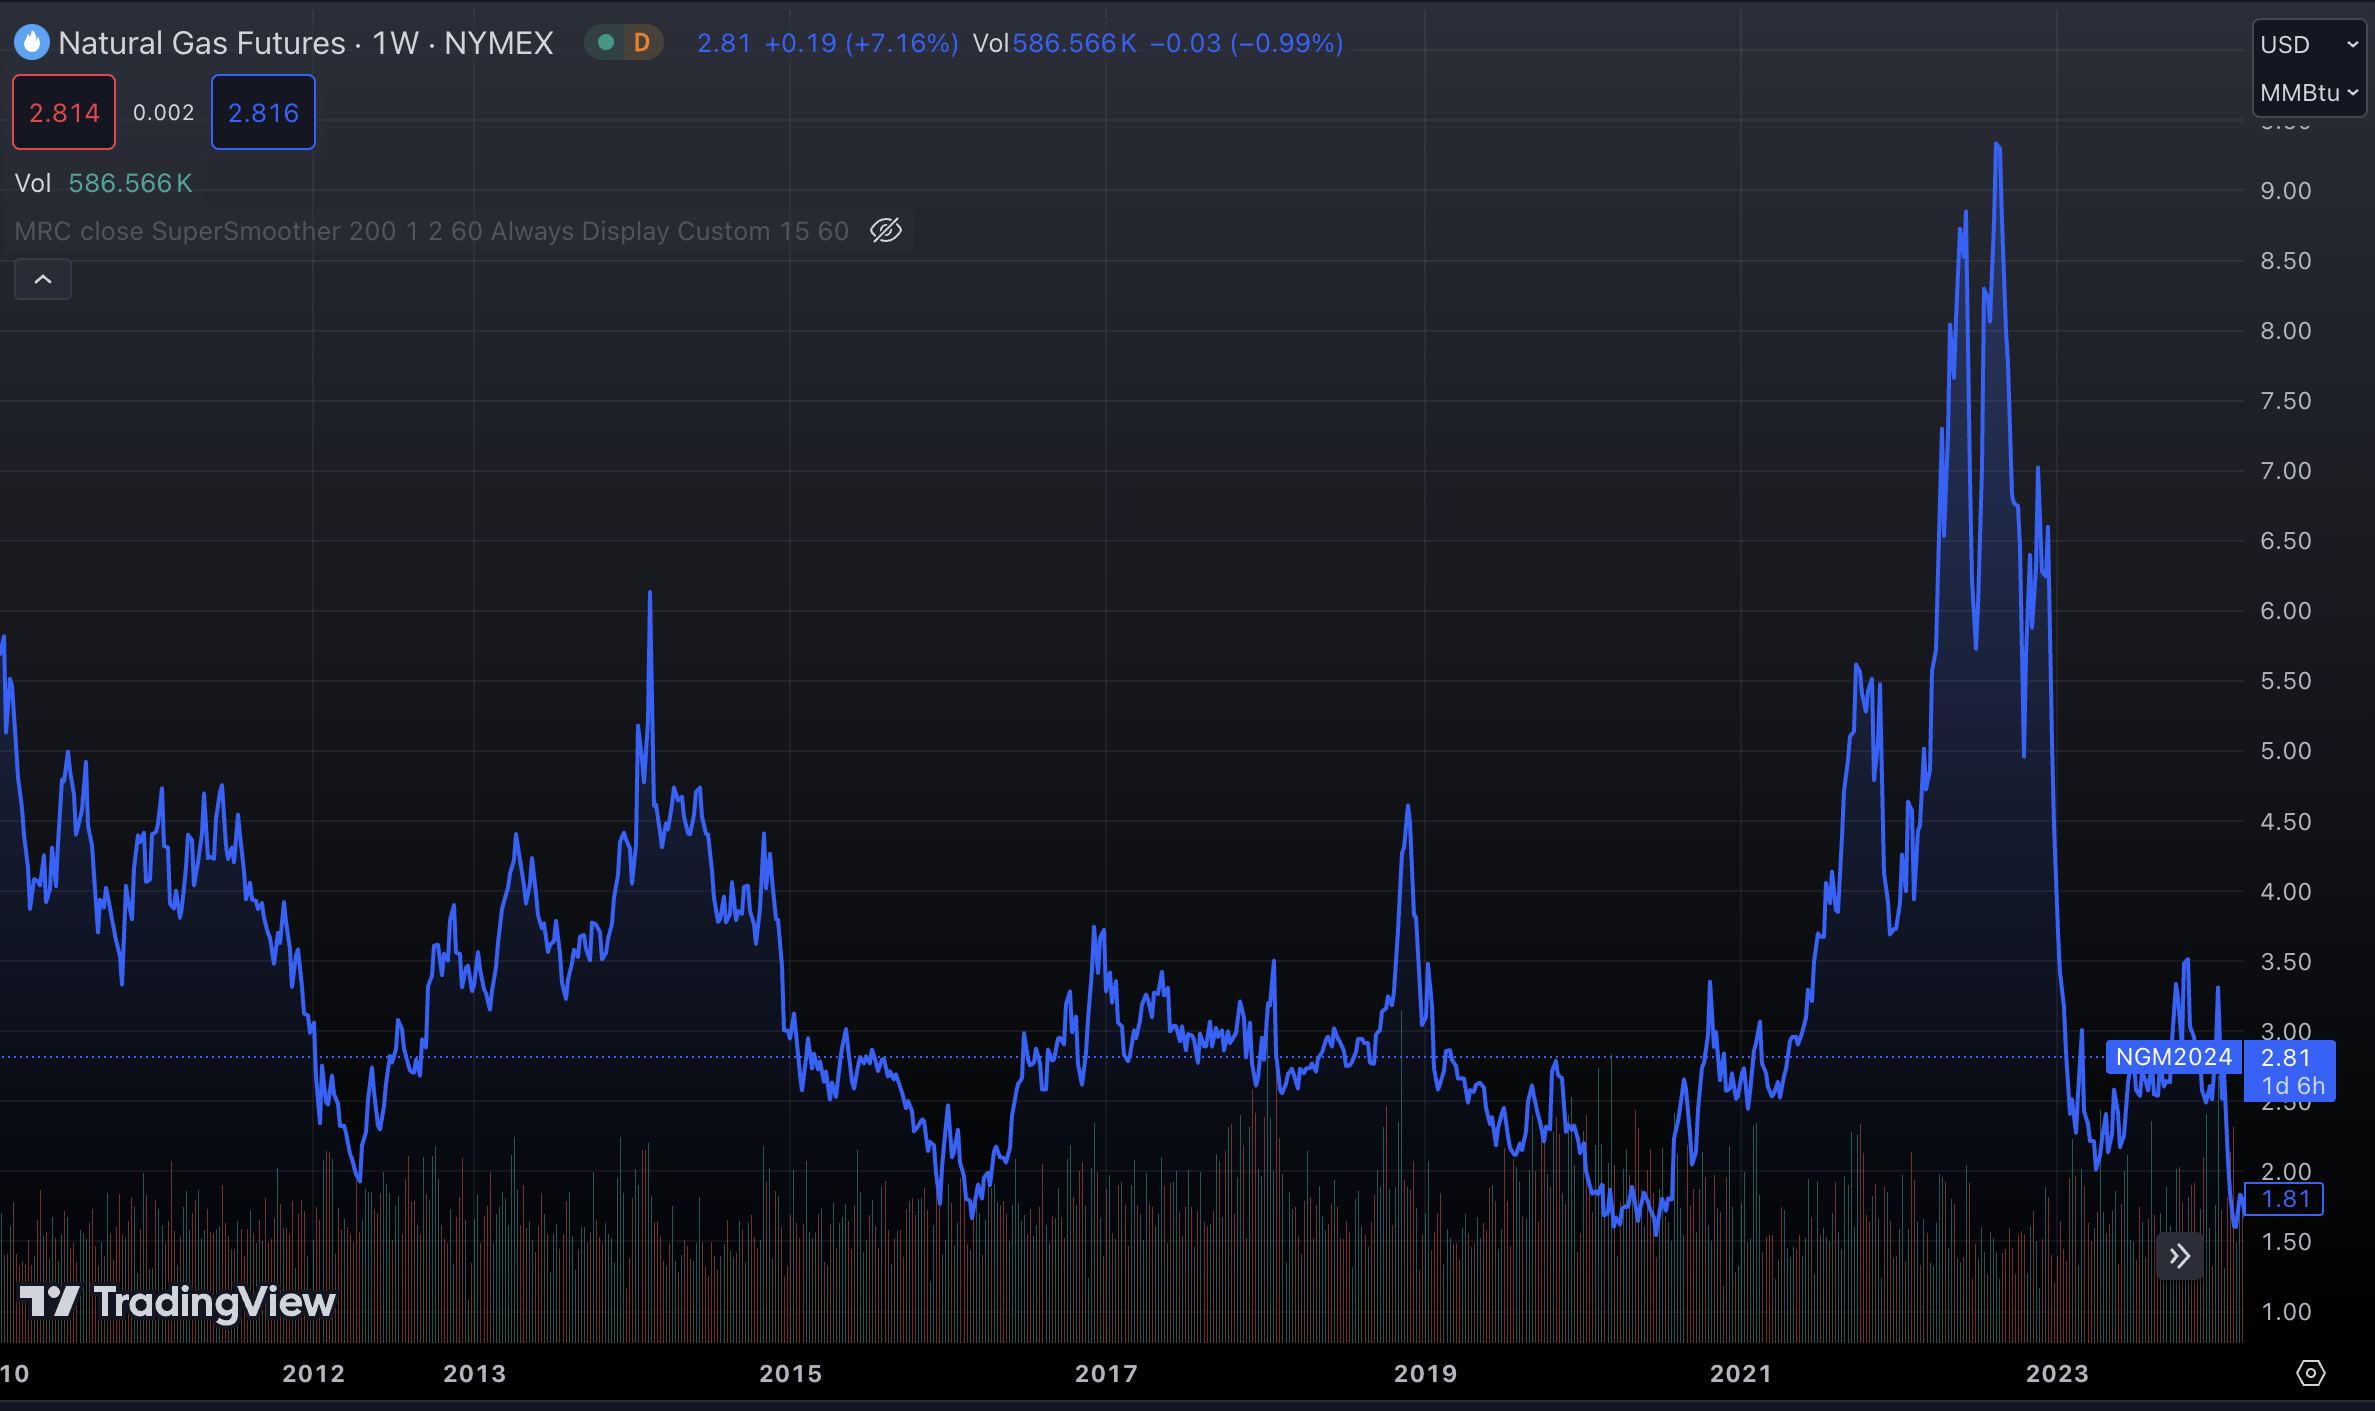 Natural Gas Futures · 1W · NYMEX D 2.81 +0.19 (+7.16%) Vol586.566K −0.03 (−0.99%)
USD
2.814 0.002 2.816
MMBtu
Vol 586.566K
MRC close SuperSmoother 200 1 2 60 Always Display Custom 15 60
9.00
8.50
8.00
7.50
7.00
6.50
6.00
5.50
5.00
4.50
4.00
3.50
3.00
NGM2024 2.81
1d 6h
2.50
2.00
1.81
1.50
TradingView
1.00
10 2012 2013 2015 2017 2019 2021 2023